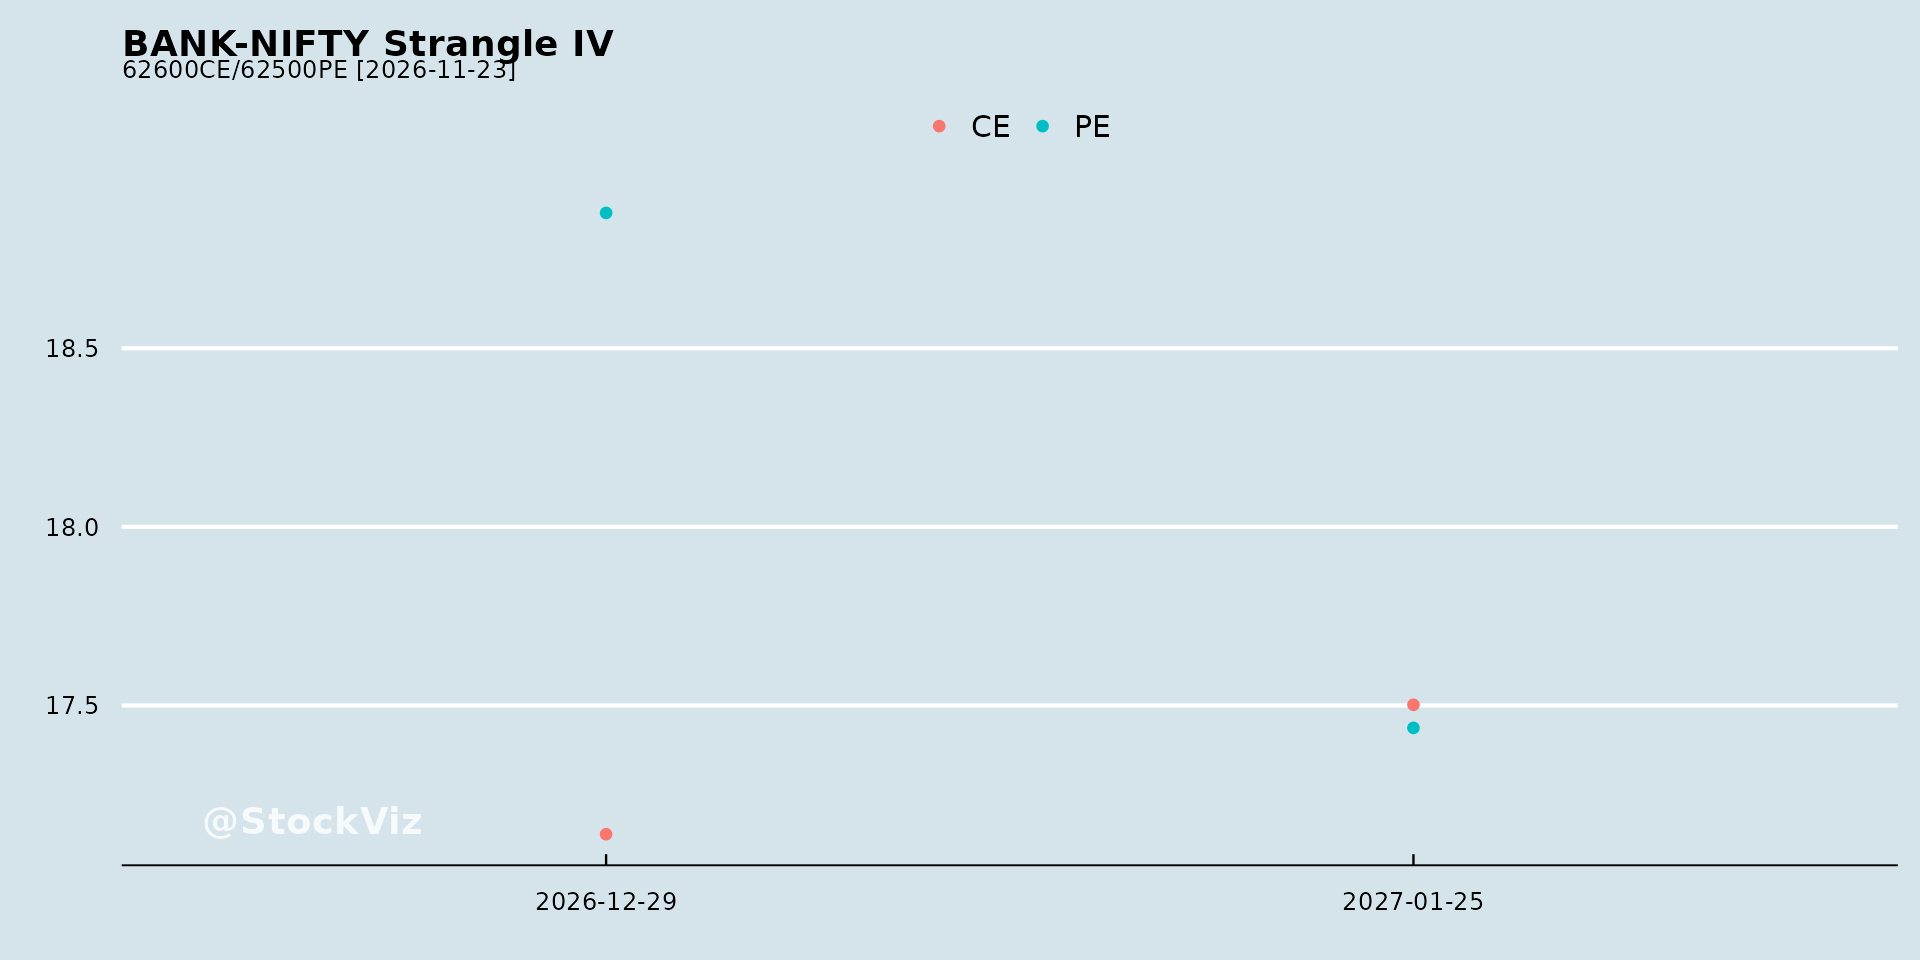 BANK-NIFTY Strangle IV
62600CE/62500PE [2026-11-23]
CE PE
18.5
18.0
17.5
@StockViz
2026-12-29 2027-01-25